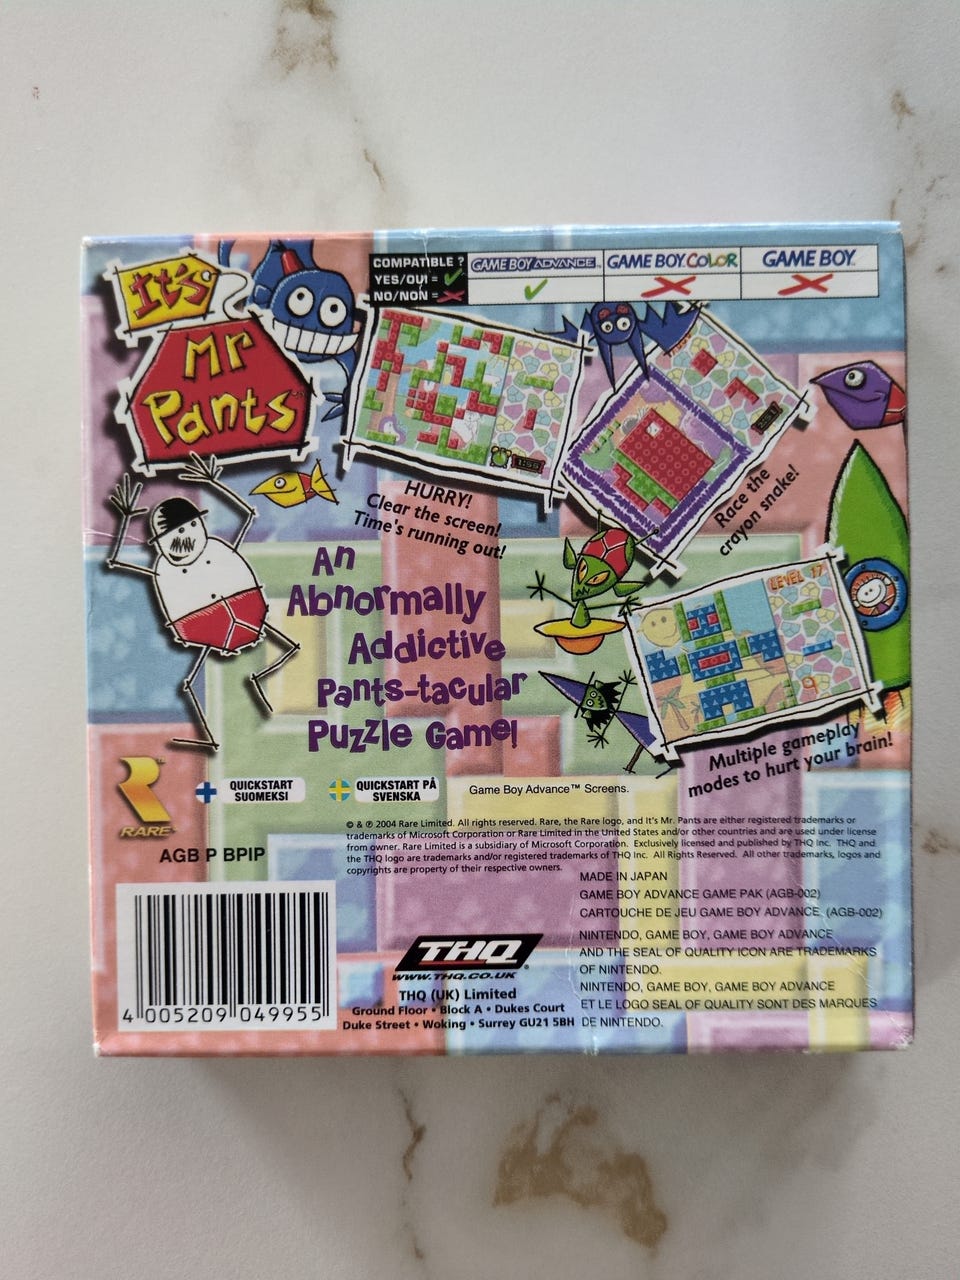 It's
Mr
Pants™
COMPATIBLE ?
YES/OUI = ✓
NO/NON = ✗
GAME BOY ADVANCE™
GAME BOY COLOR
GAME BOY™
HURRY!
Clear the screen!
Time's running out!
Race the
crayon snake!
An
Abnormally
Addictive
Pants-tacular
Puzzle Game!
LEVEL 17
Multiple gameplay
modes to hurt your brain!
RARE
QUICKSTART
SUOMEKSI
QUICKSTART PÅ
SVENSKA
Game Boy Advance™ Screens.
© & ℗ 2004 Rare Limited. All rights reserved. Rare, the Rare logo, and It's Mr. Pants are either registered trademarks or
trademarks of Microsoft Corporation or Rare Limited in the United States and/or other countries and are used under license
from owner. Rare Limited is a subsidiary of Microsoft Corporation. Exclusively licensed and published by THQ Inc. THQ and
the THQ logo are trademarks and/or registered trademarks of THQ Inc. All Rights Reserved. All other trademarks, logos and
copyrights are property of their respective owners.
AGB P BPIP
MADE IN JAPAN
GAME BOY ADVANCE GAME PAK (AGB-002)
CARTOUCHE DE JEU GAME BOY ADVANCE, (AGB-002)
NINTENDO, GAME BOY, GAME BOY ADVANCE
AND THE SEAL OF QUALITY ICON ARE TRADEMARKS
OF NINTENDO.
NINTENDO, GAME BOY, GAME BOY ADVANCE
ET LE LOGO SEAL OF QUALITY SONT DES MARQUES
DE NINTENDO.
THQ®
WWW.THQ.CO.UK
THQ (UK) Limited
Ground Floor • Block A • Dukes Court
Duke Street • Woking • Surrey GU21 5BH
4 005209 049955